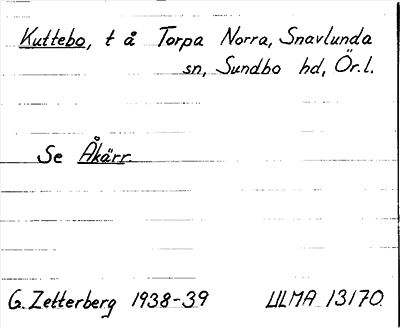 Kuttebo, t å Torpa Norra, Snavlunda
sn, Sundbo hd, Ör.l.
Se Åkärr.
G. Zetterberg 1938-39 ULMA 13170